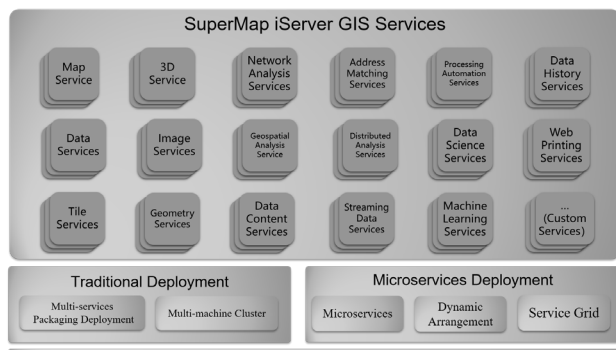 SuperMap iServer GIS Services
Map
Service
3D
Service
Network
Analysis
Services
Address
Matching
Services
Processing
Automation
Services
Data
History
Services
Data
Services
Image
Services
Geospatial
Analysis
Service
Distributed
Analysis
Services
Data
Science
Services
Web
Printing
Services
Tile
Services
Geometry
Services
Data
Content
Services
Streaming
Data
Services
Machine
Learning
Services
...
(Custom
Services)
Traditional Deployment
Multi-services
Packaging Deployment
Multi-machine Cluster
Microservices Deployment
Microservices
Dynamic
Arrangement
Service Grid